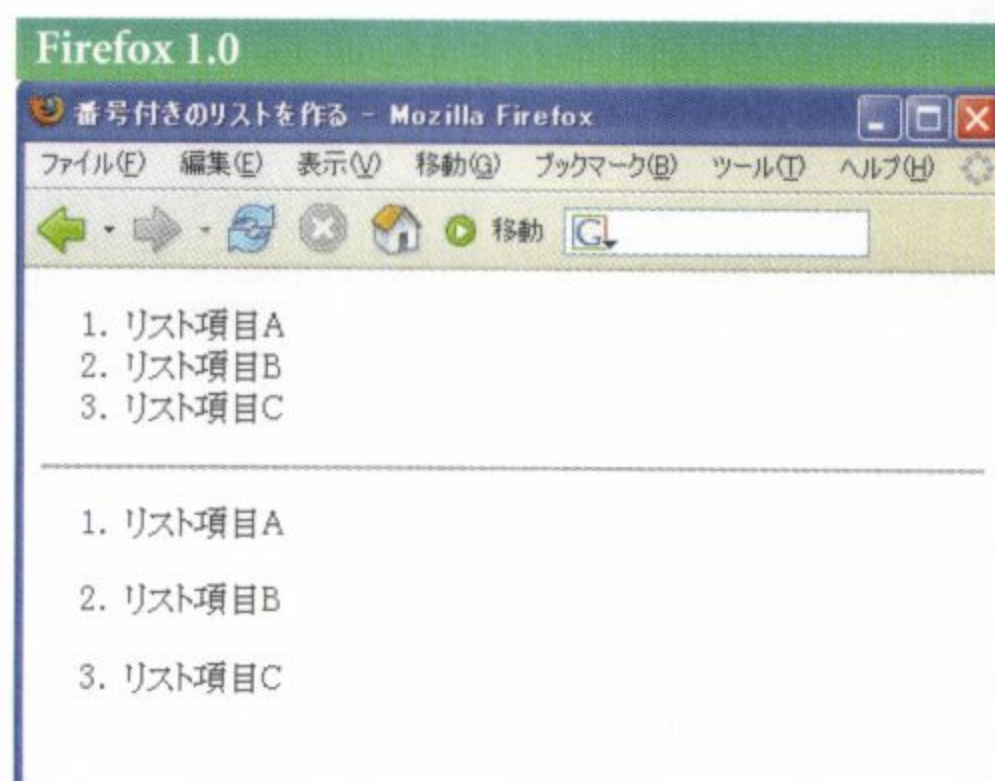 Firefox 1.0
番号付きのリストを作る - Mozilla Firefox
ファイル(F) 編集(E) 表示(V) 移動(G) ブックマーク(B) ツール(T) ヘルプ(H)
移動 G
1. リスト項目A
2. リスト項目B
3. リスト項目C
1. リスト項目A
2. リスト項目B
3. リスト項目C